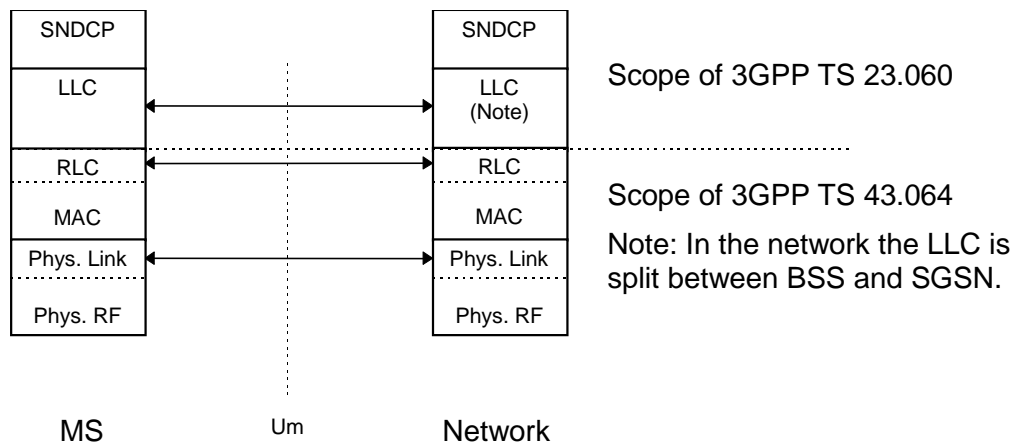 SNDCP
LLC
RLC
MAC
Phys. Link
Phys. RF
MS
Um
SNDCP
LLC
(Note)
RLC
MAC
Phys. Link
Phys. RF
Network
Scope of 3GPP TS 23.060
Scope of 3GPP TS 43.064
Note: In the network the LLC is
split between BSS and SGSN.